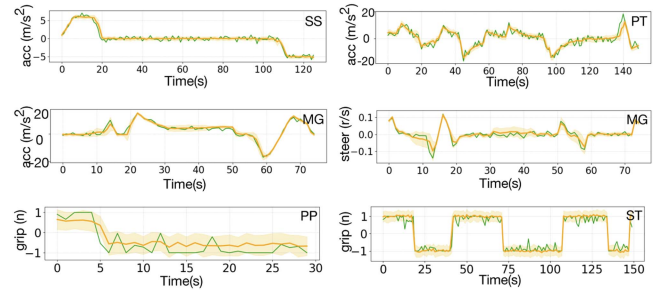 SS
acc (m/s²)
5
0
−5
0 20 40 60 80 100 120
Time(s)
PT
acc (m/s²)
20
0
-20
0 20 40 60 80 100 120 140
Time(s)
MG
acc (m/s²)
20
0
-20
0 10 20 30 40 50 60 70
Time(s)
MG
steer (r/s)
0.1
0.0
−0.1
0 10 20 30 40 50 60 70
Time(s)
PP
grip (n)
1
0
−1
0 5 10 15 20 25 30
Time(s)
ST
grip (n)
1
0
−1
0 25 50 75 100 125 150
Time(s)